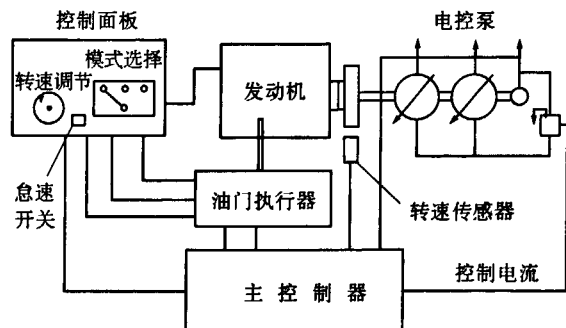 控制面板
电控泵
模式选择
转速调节
发动机
怠速
开关
油门执行器
转速传感器
控制电流
主控制器